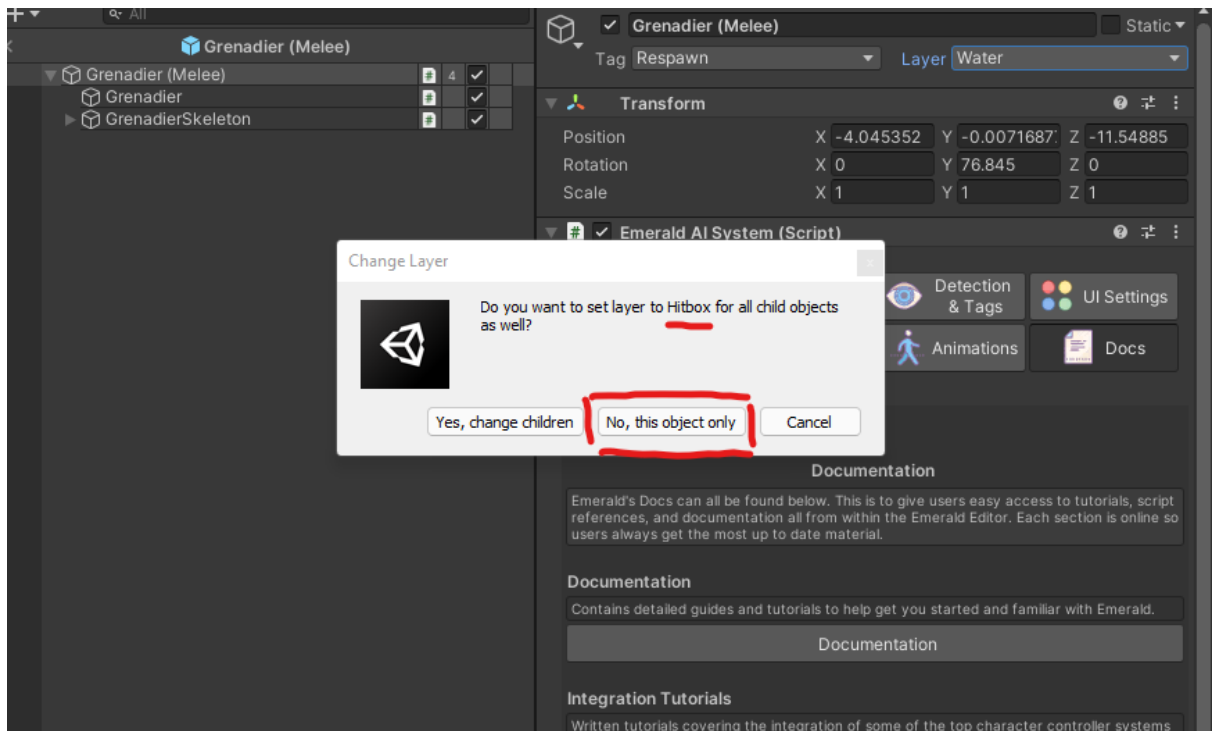 All
Grenadier (Melee)
Grenadier (Melee)
4
Grenadier
GrenadierSkeleton
Grenadier (Melee)
Static
Tag Respawn
Layer Water
Transform
Position X -4.045352 Y -0.0071687 Z -11.54885
Rotation X 0 Y 76.845 Z 0
Scale X 1 Y 1 Z 1
# Emerald AI System (Script)
Detection
& Tags
UI Settings
Animations
Docs
Change Layer
x
Do you want to set layer to Hitbox for all child objects
as well?
Yes, change children
No, this object only
Cancel
Documentation
Emerald's Docs can all be found below. This is to give users easy access to tutorials, script
references, and documentation all from within the Emerald Editor. Each section is online so
users always get the most up to date material.
Documentation
Contains detailed guides and tutorials to help get you started and familiar with Emerald.
Documentation
Integration Tutorials
Written tutorials covering the integration of some of the top character controller systems